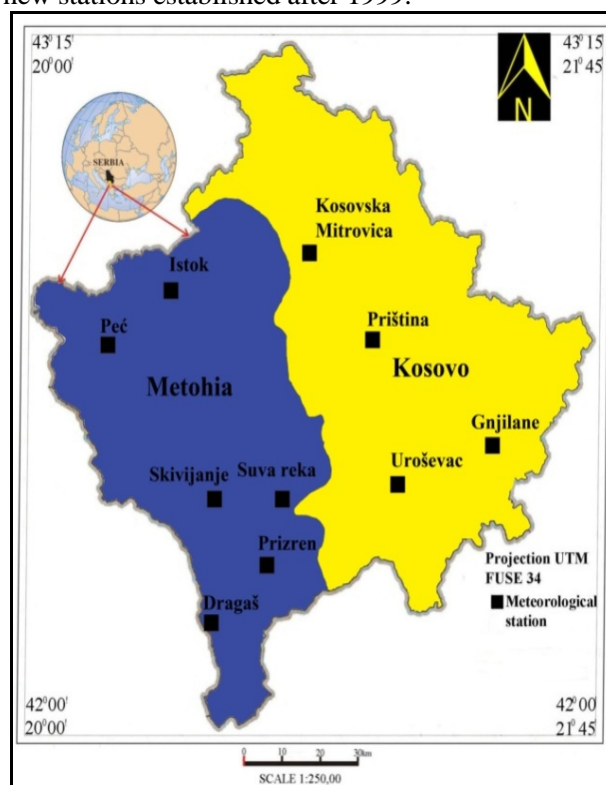 new stations established after 1999.
43°15'
20°00'
43°15'
21°45'
N
SERBIA
Kosovska
Mitrovica
Istok
Priština
Peć
Kosovo
Metohia
Gnjilane
Uroševac
Skivijanje
Suva reka
Prizren
Projection UTM
FUSE 34
Meteorological
station
Dragaš
42°00'
20°00'
42°00
21°45'
0 10 20 30km
SCALE 1:250,00